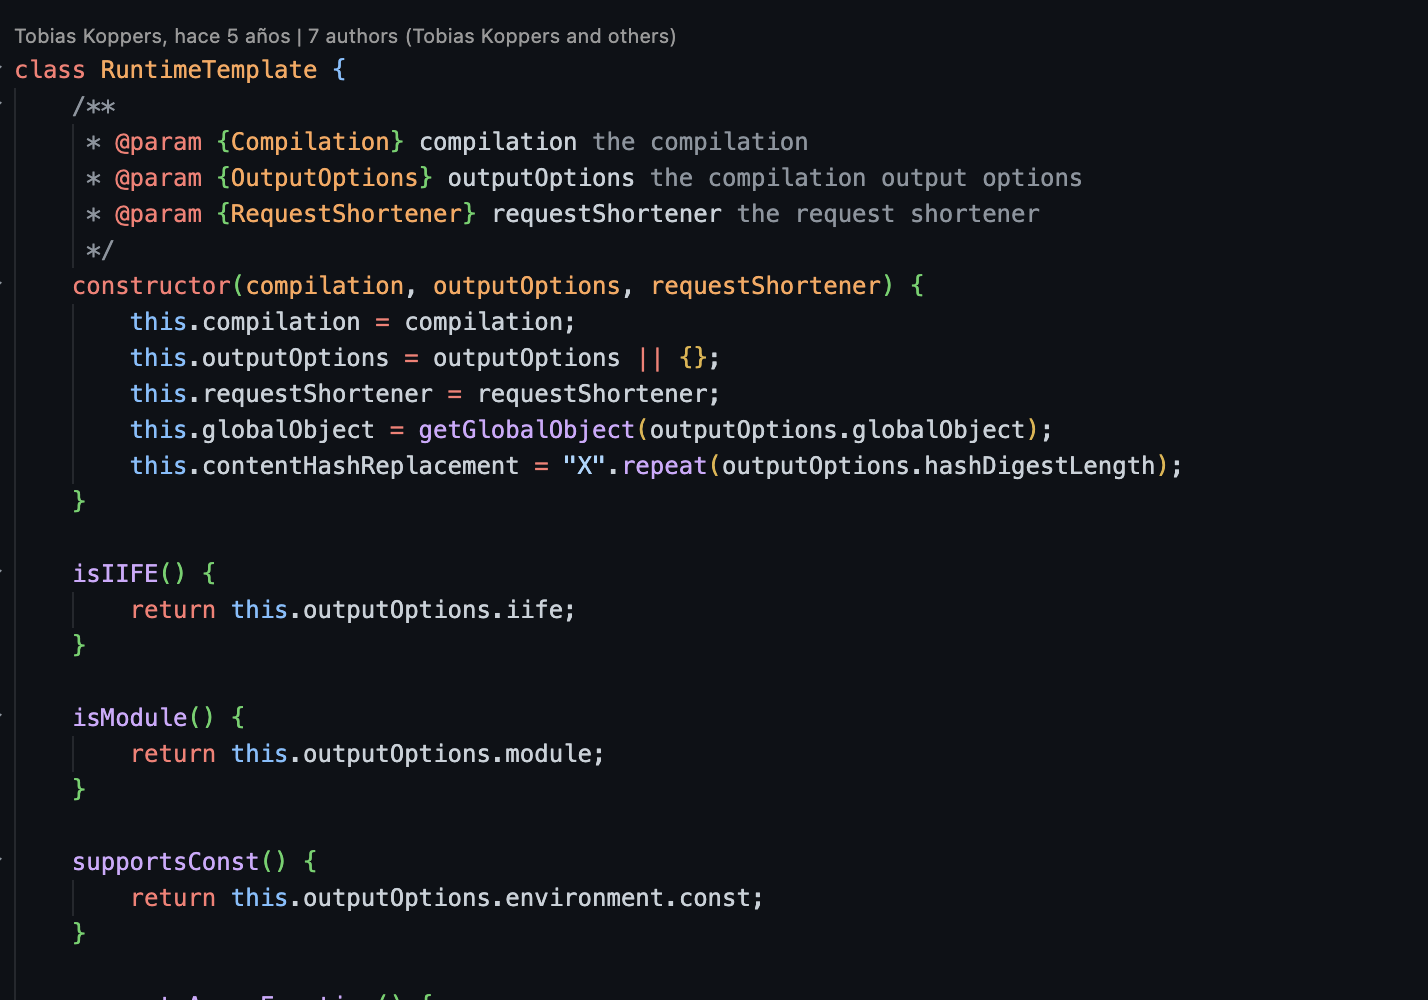 Tobias Koppers, hace 5 años | 7 authors (Tobias Koppers and others)
class RuntimeTemplate {
    /**
     * @param {Compilation} compilation the compilation
     * @param {OutputOptions} outputOptions the compilation output options
     * @param {RequestShortener} requestShortener the request shortener
     */
    constructor(compilation, outputOptions, requestShortener) {
        this.compilation = compilation;
        this.outputOptions = outputOptions || {};
        this.requestShortener = requestShortener;
        this.globalObject = getGlobalObject(outputOptions.globalObject);
        this.contentHashReplacement = "X".repeat(outputOptions.hashDigestLength);
    }

    isIIFE() {
        return this.outputOptions.iife;
    }

    isModule() {
        return this.outputOptions.module;
    }

    supportsConst() {
        return this.outputOptions.environment.const;
    }